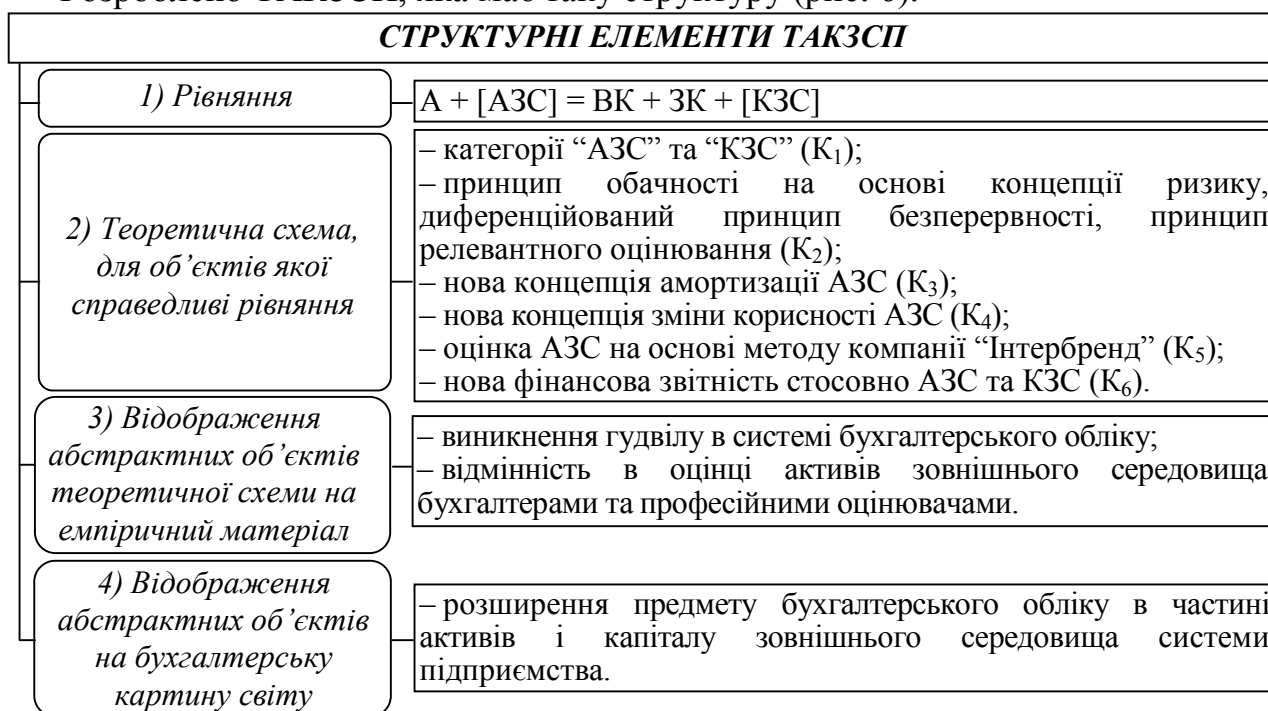 Розроблено ТАКЗСП, яка має таку структуру (рис. 6).
СТРУКТУРНІ ЕЛЕМЕНТИ ТАКЗСП
1) Рівняння
А + [АЗС] = ВК + ЗК + [КЗС]
2) Теоретична схема,
для об’єктів якої
справедливі рівняння
– категорії “АЗС” та “КЗС” (К₁);
– принцип обачності на основі концепції ризику,
диференційований принцип безперервності, принцип
релевантного оцінювання (К₂);
– нова концепція амортизації АЗС (К₃);
– нова концепція зміни корисності АЗС (К₄);
– оцінка АЗС на основі методу компанії “Інтербренд” (К₅);
– нова фінансова звітність стосовно АЗС та КЗС (К₆).
3) Відображення
абстрактних об’єктів
теоретичної схеми на
емпіричний матеріал
– виникнення гудвілу в системі бухгалтерського обліку;
– відмінність в оцінці активів зовнішнього середовища
бухгалтерами та професійними оцінювачами.
4) Відображення
абстрактних об’єктів
на бухгалтерську
картину світу
– розширення предмету бухгалтерського обліку в частині
активів і капіталу зовнішнього середовища системи
підприємства.